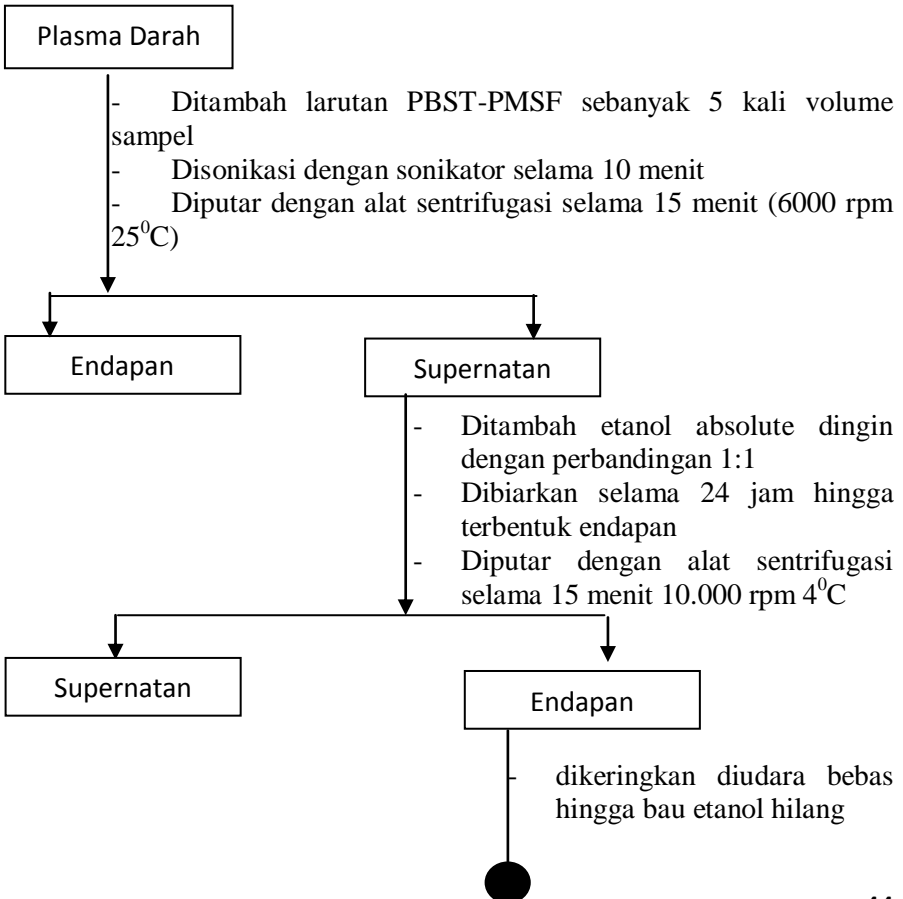 Plasma Darah
- Ditambah larutan PBST-PMSF sebanyak 5 kali volume
sampel
- Disonikasi dengan sonikator selama 10 menit
- Diputar dengan alat sentrifugasi selama 15 menit (6000 rpm
25⁰C)
Endapan
Supernatan
- Ditambah etanol absolute dingin
dengan perbandingan 1:1
- Dibiarkan selama 24 jam hingga
terbentuk endapan
- Diputar dengan alat sentrifugasi
selama 15 menit 10.000 rpm 4⁰C
Supernatan
Endapan
- dikeringkan diudara bebas
hingga bau etanol hilang